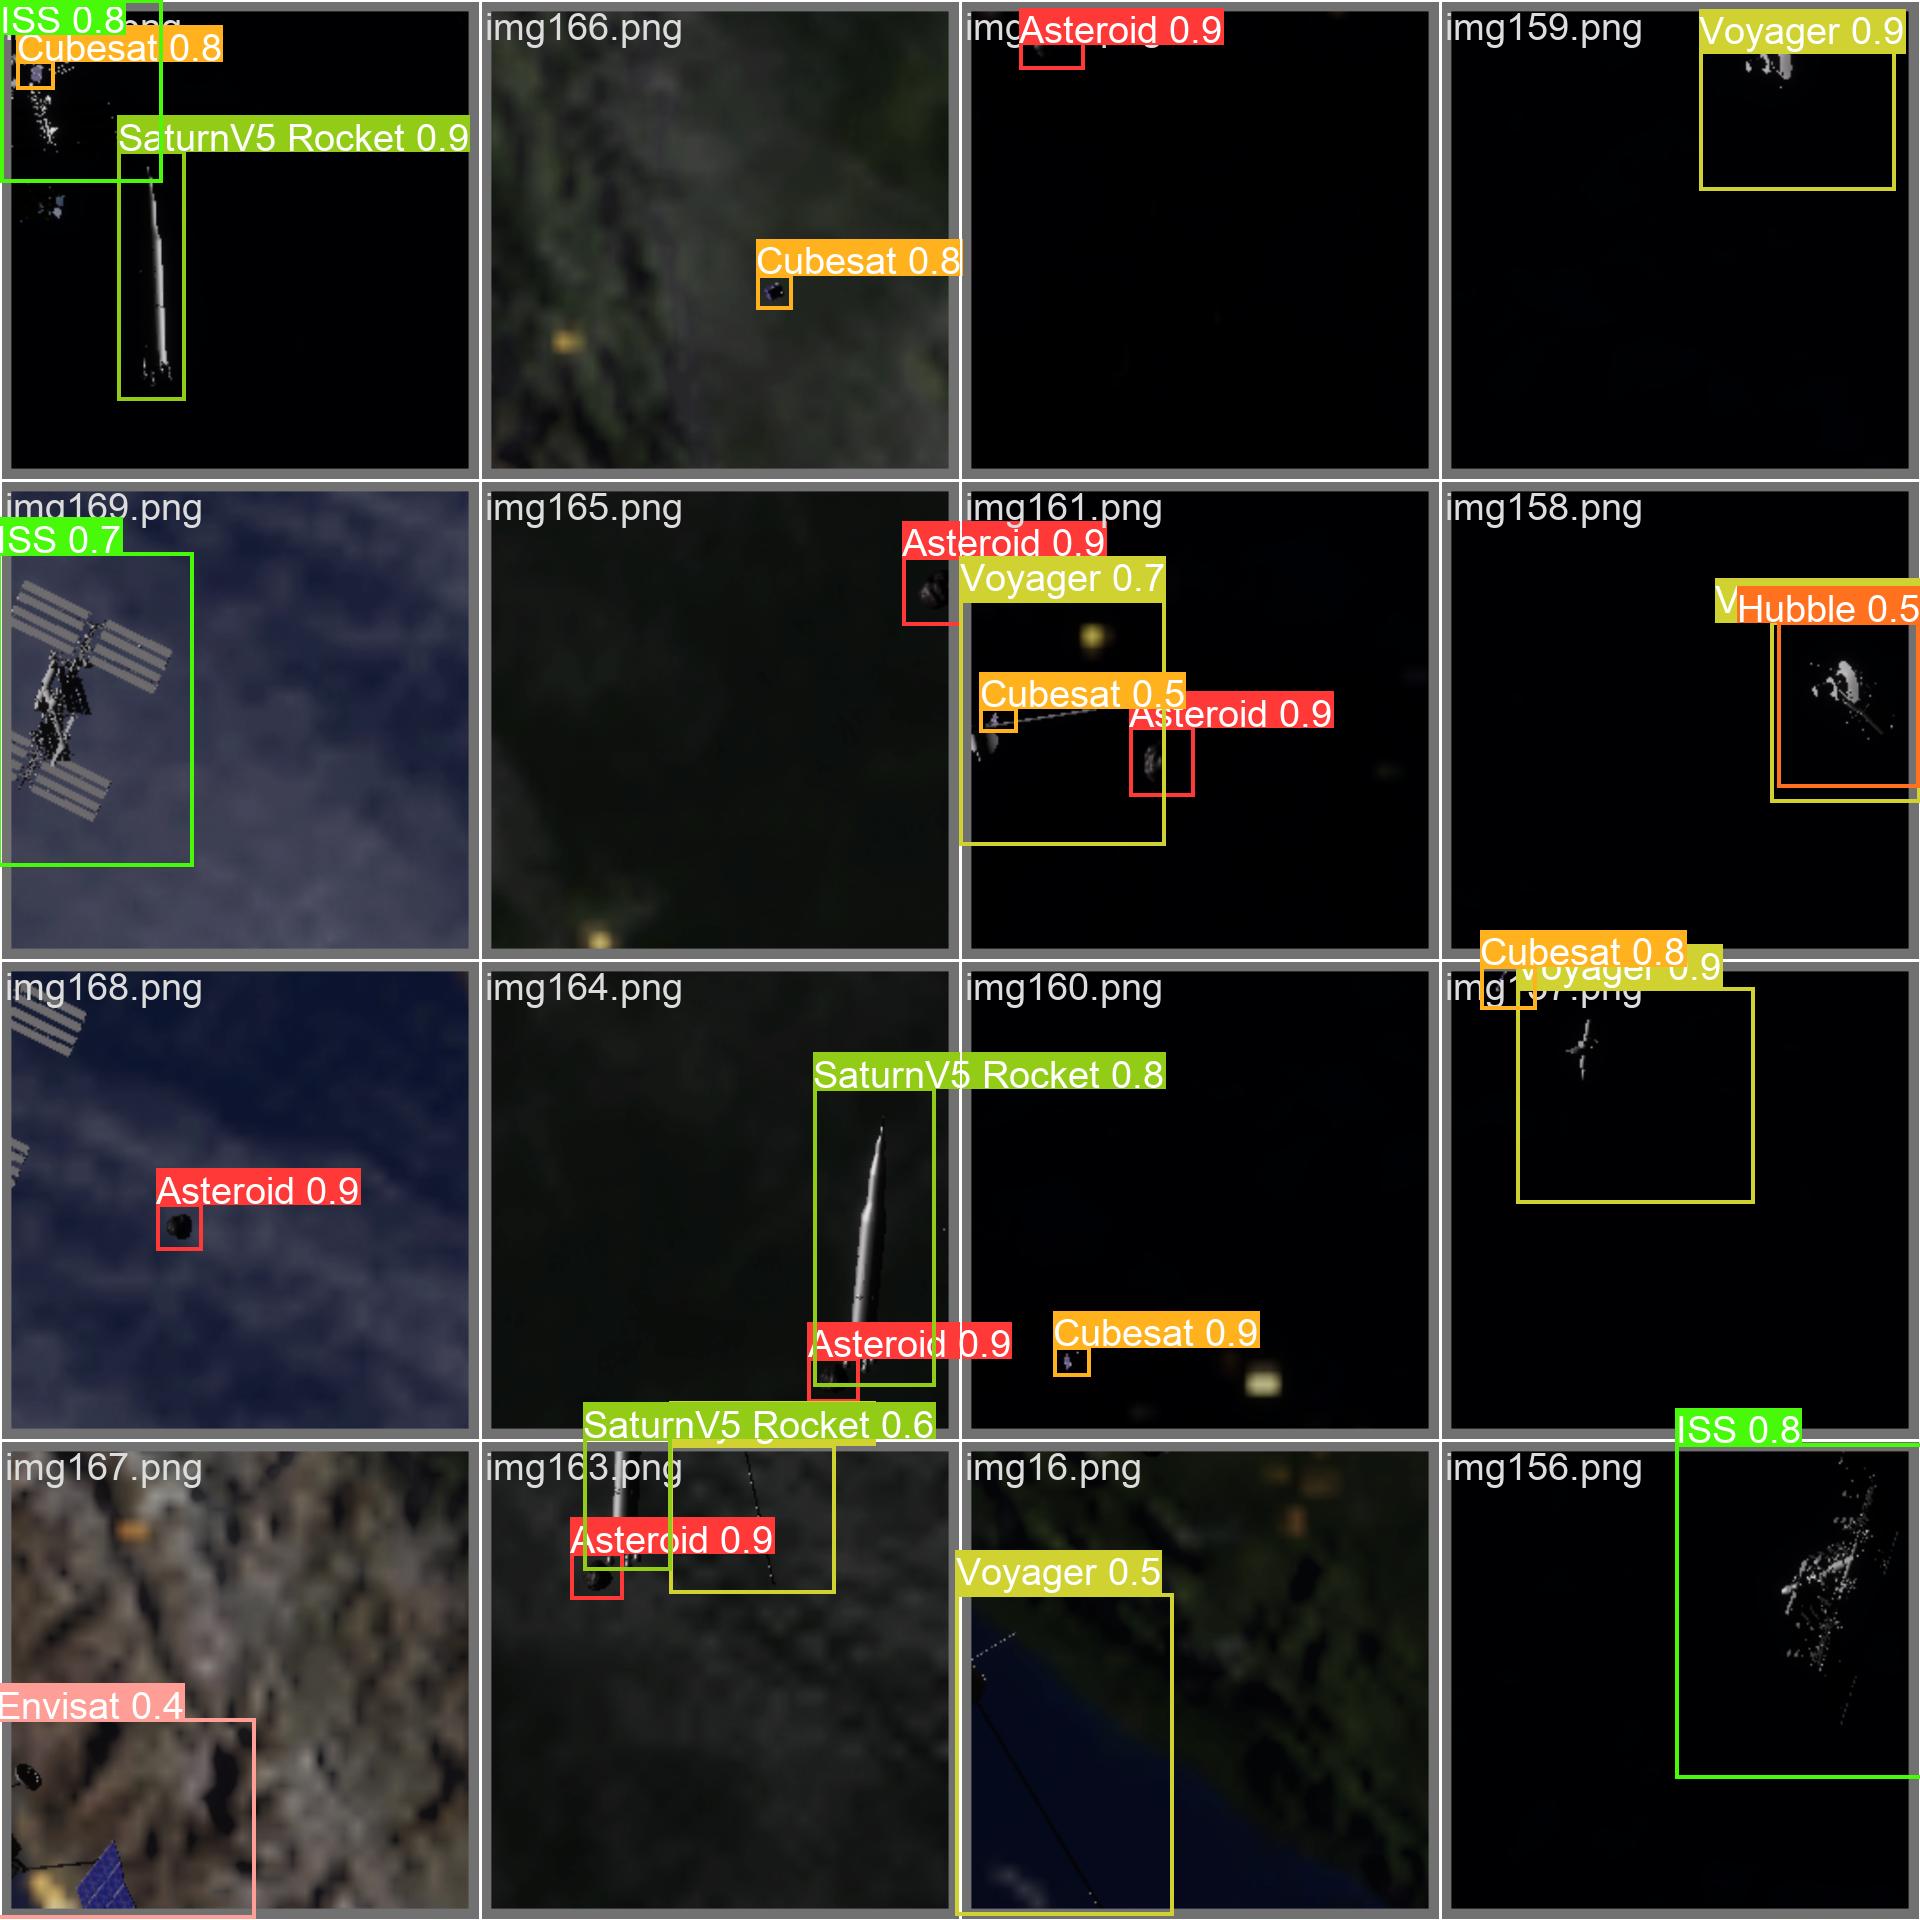 ISS 0.8
Cubesat 0.8
SaturnV5 Rocket 0.9
img166.png
Cubesat 0.8
Asteroid 0.9
img159.png
Voyager 0.9
img169.png
ISS 0.7
img165.png
Asteroid 0.9
img161.png
Voyager 0.7
Cubesat 0.5
Asteroid 0.9
img158.png
Hubble 0.5
img168.png
Asteroid 0.9
img164.png
SaturnV5 Rocket 0.8
Asteroid 0.9
img160.png
Cubesat 0.9
Cubesat 0.8
Voyager 0.9
img157.png
img167.png
Envisat 0.4
SaturnV5 Rocket 0.6
img163.png
Asteroid 0.9
img16.png
Voyager 0.5
ISS 0.8
img156.png